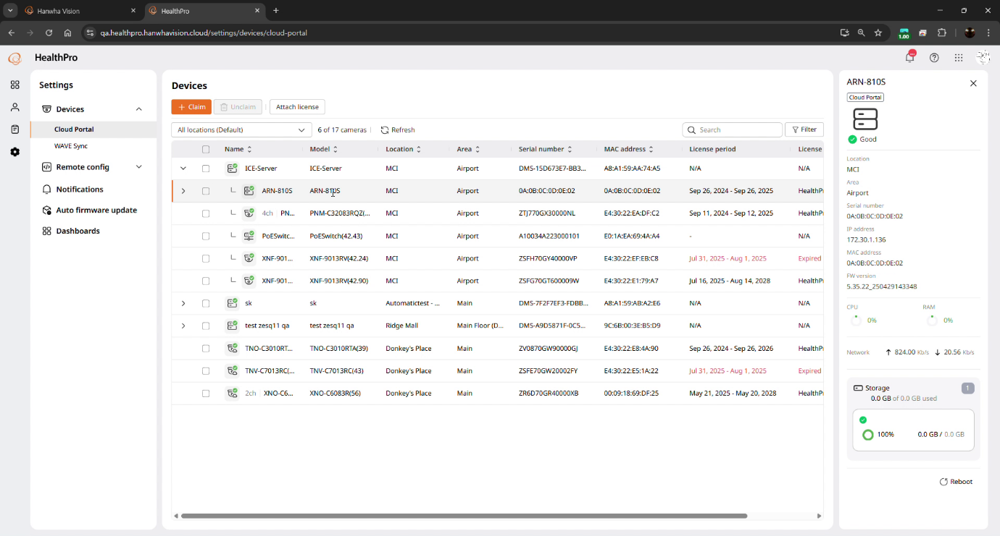 Hanwha Vision
HealthPro
qa.healthpro.hanwhavision.cloud/settings/devices/cloud-portal
1.00
HealthPro
Settings
Devices
Cloud Portal
WAVE Sync
Remote config
Notifications
Auto firmware update
Dashboards
Devices
+ Claim Unclaim Attach license
All locations (Default) 6 of 17 cameras Refresh Search Filter
Name Model Location Area Serial number MAC address License period License
ICE-Server ICE-Server MCI Airport DMS-15D673E7-BB3... A8:A1:59:AA:74:A5 N/A N/A
ARN-810S ARN-810S MCI Airport 0A:0B:0C:0D:0E:02 0A:0B:0C:0D:0E:02 Sep 26, 2024 - Sep 26, 2025 HealthPr
4ch PN... PNM-C32083RQZ(... MCI Airport ZTJ770GX30000NL E4:30:22:EA:DF:C2 Sep 11, 2024 - Sep 12, 2025 HealthPr
PoESwitc... PoESwitch(42.43) MCI Airport A10034A223000101 E0:1A:EA:69:4A:A4 - N/A
XNF-901... XNF-9013RV(42.24) MCI Airport ZSFH70GY40000VP E4:30:22:EF:EB:C8 Jul 31, 2025 - Aug 1, 2025 Expired
XNF-901... XNF-9013RV(42.90) MCI Airport ZSFG70GT600009W E4:30:22:E1:79:A7 Jul 16, 2025 - Aug 14, 2028 HealthPr
sk sk Automatictest - ... Main DMS-7F2F7EF3-FDBB... A8:A1:59:AB:A2:E6 N/A N/A
test zesq11 qa test zesq11 qa Ridge Mall Main Floor (D... DMS-A9D5871F-0C5... 9C:6B:00:3E:B5:D9 N/A N/A
TNO-C3010RT... TNO-C3010RTA(39) Donkey's Place Main ZV0870GW90000GJ E4:30:22:E8:4A:90 Sep 26, 2024 - Sep 26, 2026 HealthPr
TNV-C7013RC(... TNV-C7013RC(43) Donkey's Place Main ZSFE70GW20002FY E4:30:22:E5:1A:22 Jul 31, 2025 - Aug 1, 2025 Expired
2ch XNO-C6... XNO-C6083R(56) Donkey's Place Main ZR6D70GR40000XB 00:09:18:69:DF:25 May 21, 2025 - May 20, 2028 HealthPr
ARN-810S
Cloud Portal
Good
Location
MCI
Area
Airport
Serial number
0A:0B:0C:0D:0E:02
IP address
172.30.1.136
MAC address
0A:0B:0C:0D:0E:02
FW version
5.35.22_250429143348
CPU RAM
0% 0%
Network 824.00 Kb/s 20.56 Kb/s
Storage 1
0.0 GB of 0.0 GB used
100% 0.0 GB / 0.0 GB
Reboot